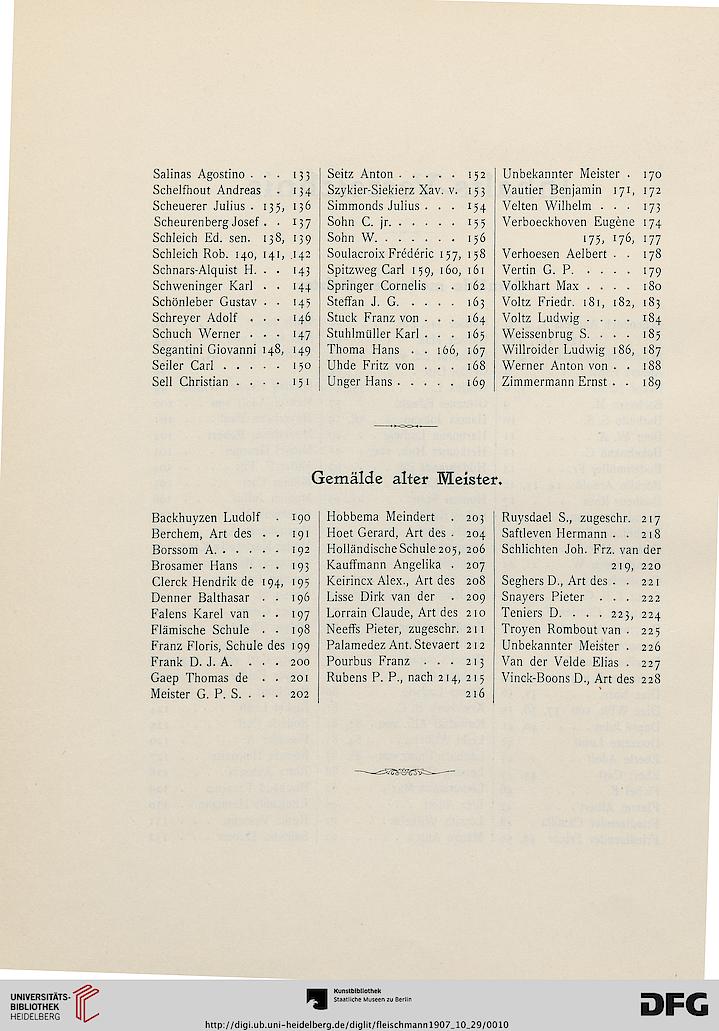 Salinas Agostino . . . 133
Schelfhout Andreas . 134
Scheuerer Julius . 135, 136
Scheurenberg Josef . . 137
Schleich Ed. sen. 138, 139
Schleich Rob. 140, 141, 142
Schnars-Alquist H. . . 143
Schweninger Karl . . 144
Schönleber Gustav . . 145
Schreyer Adolf . . . 146
Schuch Werner . . . 147
Segantini Giovanni 148, 149
Seiler Carl . . . . . 150
Sell Christian . . . . 151
Seitz Anton . . . . . 152
Szykier-Siekierz Xav. v. 153
Simmonds Julius . . . 154
Sohn C. jr. . . . . . 155
Sohn W. . . . . . . 156
Soulacroix Frédéric 157, 158
Spitzweg Carl 159, 160, 161
Springer Cornelis . . 162
Steffan J. G. . . . . 163
Stuck Franz von . . . 164
Stuhlmüller Karl . . . 165
Thoma Hans . . 166, 167
Uhde Fritz von . . . 168
Unger Hans . . . . . 169
Unbekannter Meister . 170
Vautier Benjamin 171, 172
Velten Wilhelm . . . 173
Verboeckhoven Eugène 174
175, 176, 177
Verhoesen Aelbert . . 178
Vertin G. P. . . . . 179
Volkhart Max . . . . 180
Voltz Friedr. 181, 182, 183
Voltz Ludwig . . . . 184
Weissenbrug S. . . . 185
Willroider Ludwig 186, 187
Werner Anton von . . 188
Zimmermann Ernst . . 189
Gemälde alter Meister.
Backhuyzen Ludolf . 190
Berchem, Art des . . 191
Borssom A. . . . . . 192
Brosamer Hans . . . 193
Clerck Hendrik de 194, 195
Denner Balthasar . . 196
Falens Karel van . . 197
Flämische Schule . . 198
Franz Floris, Schule des 199
Frank D. J. A. . . . 200
Gaep Thomas de . . 201
Meister G. P. S. . . . 202
Hobbema Meindert . 203
Hoet Gerard, Art des . 204
Holländische Schule 205, 206
Kauffmann Angelika . 207
Keirincx Alex., Art des 208
Lisse Dirk van der . 209
Lorrain Claude, Art des 210
Neeffs Pieter, zugeschr. 211
Palamedez Ant. Stevaert 212
Pourbus Franz . . . 213
Rubens P. P., nach 214, 215
216
Ruysdael S., zugeschr. 217
Saftleven Hermann . . 218
Schlichten Joh. Frz. van der
219, 220
Seghers D., Art des . . 221
Snayers Pieter . . . 222
Teniers D. . . . 223, 224
Troyen Rombout van . 225
Unbekannter Meister . 226
Van der Velde Elias . 227
Vinck-Boons D., Art des 228
UNIVERSITÄTS-
BIBLIOTHEK
HEIDELBERG
Kunstbibliothek
Staatliche Museen zu Berlin
DFG
http://digi.ub.uni-heidelberg.de/diglit/fleischmann1907_10_29/0010